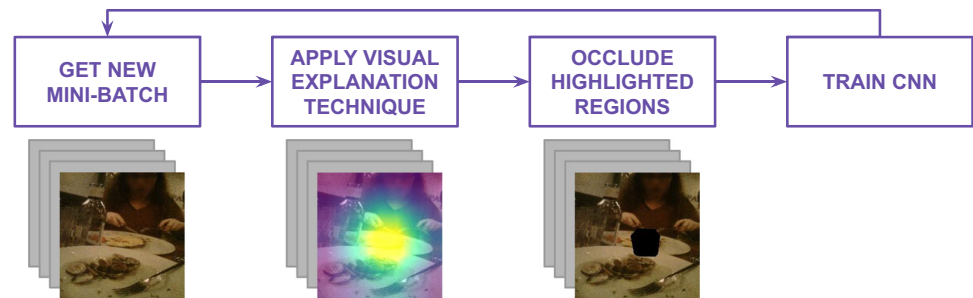 GET NEW
MINI-BATCH
APPLY VISUAL
EXPLANATION
TECHNIQUE
OCCLUDE
HIGHLIGHTED
REGIONS
TRAIN CNN